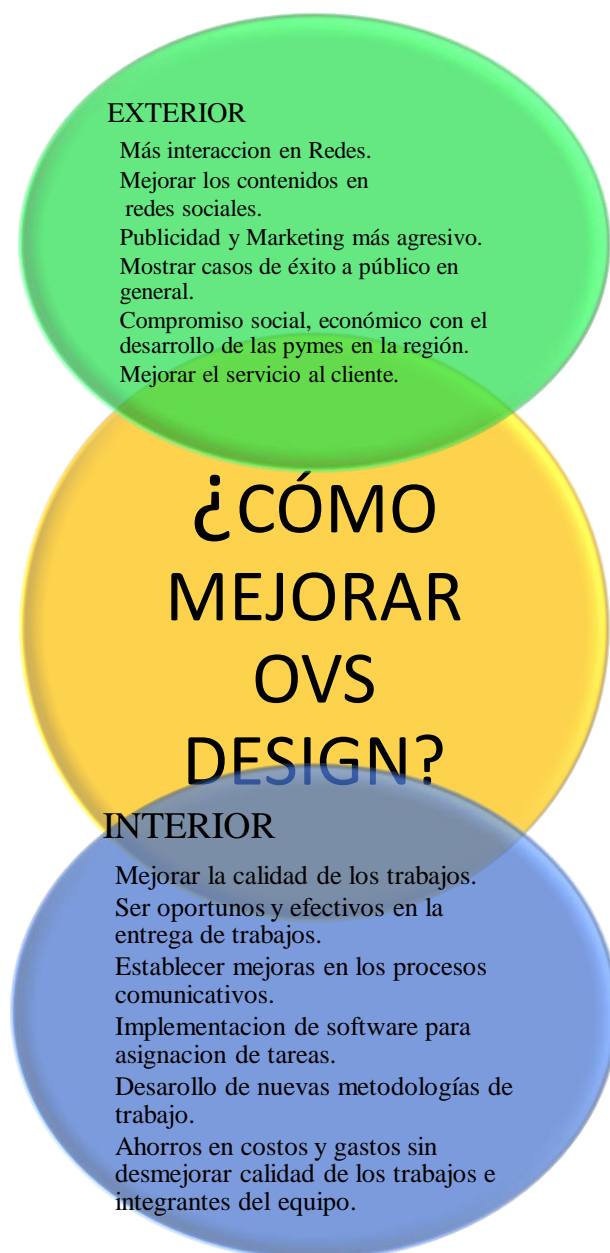 EXTERIOR
Más interaccion en Redes.
Mejorar los contenidos en
redes sociales.
Publicidad y Marketing más agresivo.
Mostrar casos de éxito a público en
general.
Compromiso social, económico con el
desarrollo de las pymes en la región.
Mejorar el servicio al cliente.
¿CÓMO
MEJORAR
OVS
DESIGN?
INTERIOR
Mejorar la calidad de los trabajos.
Ser oportunos y efectivos en la
entrega de trabajos.
Establecer mejoras en los procesos
comunicativos.
Implementacion de software para
asignacion de tareas.
Desarollo de nuevas metodologías de
trabajo.
Ahorros en costos y gastos sin
desmejorar calidad de los trabajos e
integrantes del equipo.